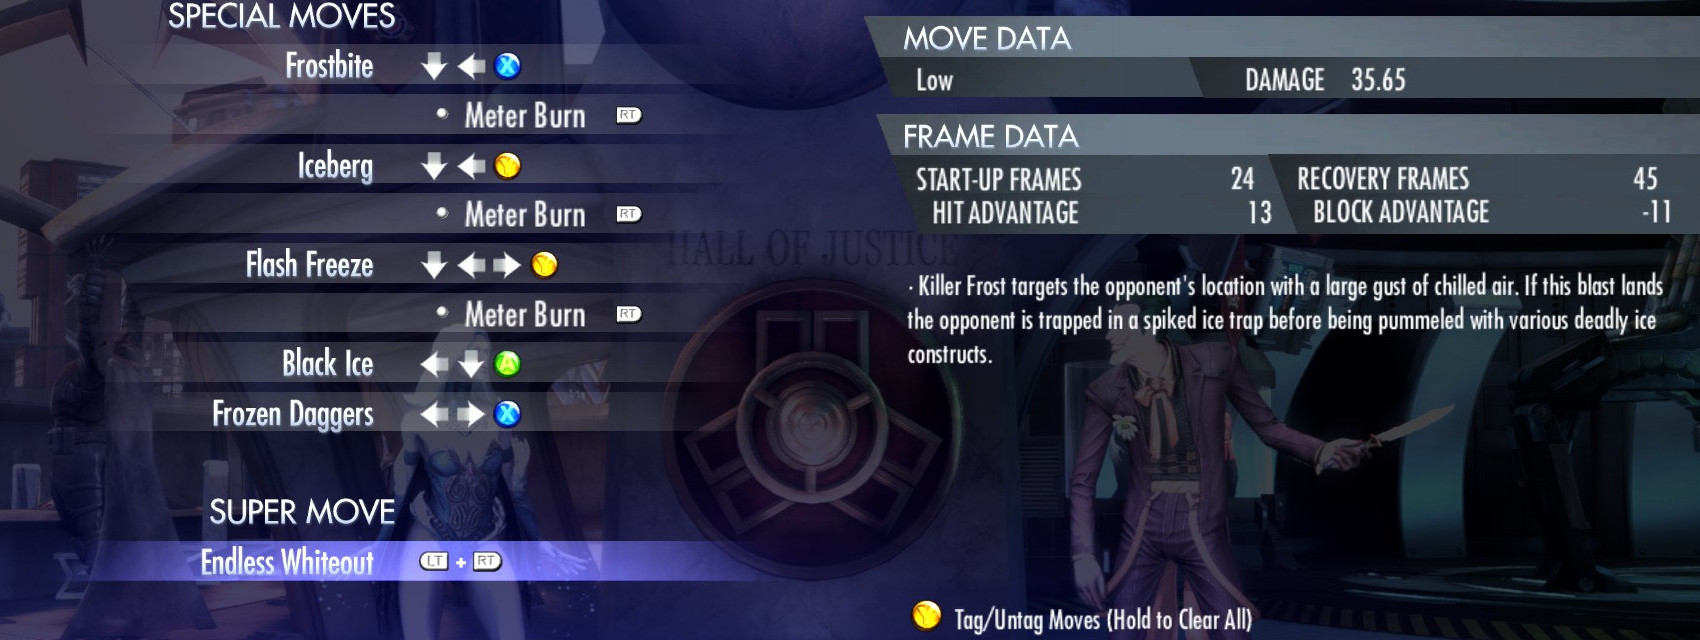 SPECIAL MOVES
Frostbite X
• Meter Burn RT
Iceberg Y
• Meter Burn RT
Flash Freeze Y
• Meter Burn RT
Black Ice A
Frozen Daggers X
SUPER MOVE
Endless Whiteout LT + RT
MOVE DATA
Low DAMAGE 35.65
FRAME DATA
START-UP FRAMES 24 RECOVERY FRAMES 45
HIT ADVANTAGE 13 BLOCK ADVANTAGE -11
· Killer Frost targets the opponent's location with a large gust of chilled air. If this blast lands
the opponent is trapped in a spiked ice trap before being pummeled with various deadly ice
constructs.
HALL OF JUSTICE
Y Tag/Untag Moves (Hold to Clear All)